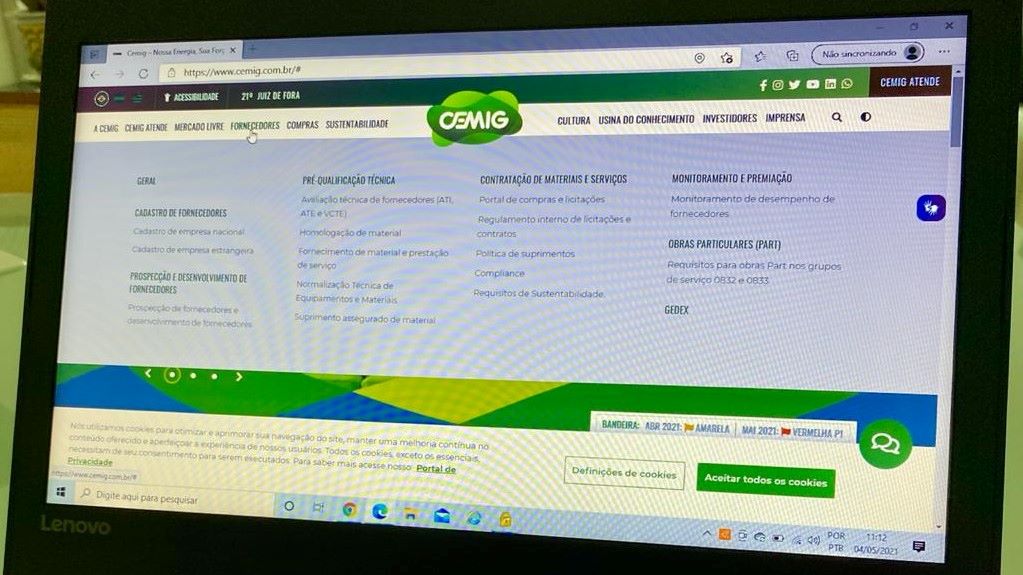 Cemig - Nossa Energia, Sua Forç
https://www.cemig.com.br/#
Não sincronizando
ACESSIBILIDADE
21º JUIZ DE FORA
CEMIG ATENDE
A CEMIG CEMIG ATENDE MERCADO LIVRE FORNECEDORES COMPRAS SUSTENTABILIDADE
CEMIG
CULTURA USINA DO CONHECIMENTO INVESTIDORES IMPRENSA
GERAL
CADASTRO DE FORNECEDORES
Cadastro de empresa nacional
Cadastro de empresa estrangeira
PROSPECÇÃO E DESENVOLVIMENTO DE
FORNECEDORES
Prospecção de fornecedores e
desenvolvimento de fornecedores
PRÉ-QUALIFICAÇÃO TÉCNICA
Avaliação técnica de fornecedores (ATI,
ATE e VCTE)
Homologação de material
Fornecimento de material e prestação
de serviço
Normalização Técnica de
Equipamentos e Materiais
Suprimento assegurado de material
CONTRATAÇÃO DE MATERIAIS E SERVIÇOS
Portal de compras e licitações
Regulamento interno de licitações e
contratos
Política de suprimentos
Compliance
Requisitos de Sustentabilidade.
MONITORAMENTO E PREMIAÇÃO
Monitoramento de desempenho de
fornecedores
OBRAS PARTICULARES (PART)
Requisitos para obras Part nos grupos
de serviço 0832 e 0833
GEDEX
BANDEIRA: ABR 2021: AMARELA | MAI 2021: VERMELHA P1
Nós utilizamos cookies para otimizar e aprimorar sua navegação do site, manter uma melhoria contínua no
conteúdo oferecido e aperfeiçoar a experiência de nossos usuários. Todos os cookies, exceto os essenciais,
necessitam de seu consentimento para serem executados. Para saber mais acesse nosso Portal de
Privacidade
Definições de cookies
Aceitar todos os cookies
https://www.cemig.com.br/#
Digite aqui para pesquisar
POR
PTB
11:12
04/05/2021
Lenovo